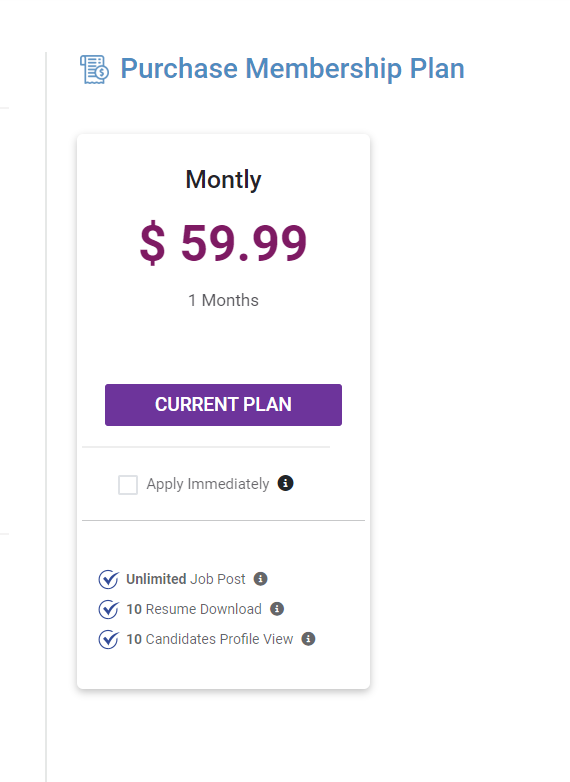 Purchase Membership Plan
Montly
$ 59.99
1 Months
CURRENT PLAN
Apply Immediately
Unlimited Job Post
10 Resume Download
10 Candidates Profile View